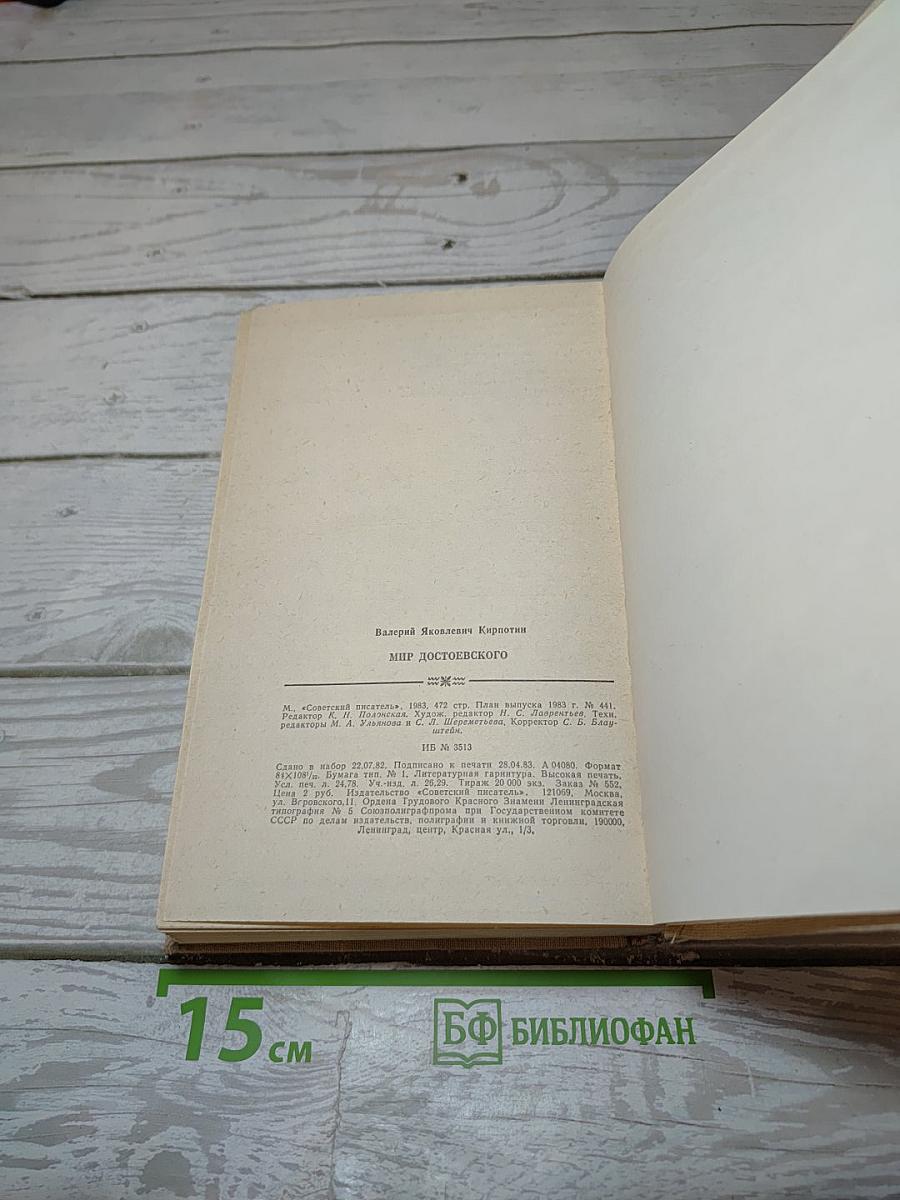 Валерий Яковлевич Кирпотин
МИР ДОСТОЕВСКОГО
М., «Советский писатель», 1983, 472 стр. План выпуска 1983 г. № 441.
Редактор К. Н. Полонская. Худож. редактор Н. С. Лаврентьев, Техн.
редакторы М. А. Ульянова и С. Л. Шереметьева, Корректор С. Б. Блау-
штейн.
ИБ № 3513
Сдано в набор 22.07.82. Подписано к печати 28.04.83. А 04080. Формат
84×108¹/₃₂. Бумага тип. № 1. Литературная гарнитура. Высокая печать.
Усл. печ. л. 24,78. Уч.-изд. л. 26,29. Тираж 20 000 экз. Заказ № 552.
Цена 2 руб. Издательство «Советский писатель», 121069, Москва,
ул. Воровского,11. Ордена Трудового Красного Знамени Ленинградская
типография № 5 Союзполиграфпрома при Государственном комитете
СССР по делам издательств, полиграфии и книжной торговли, 190000,
Ленинград, центр, Красная ул., 1/3.
15 см БФ БИБЛИОФАН